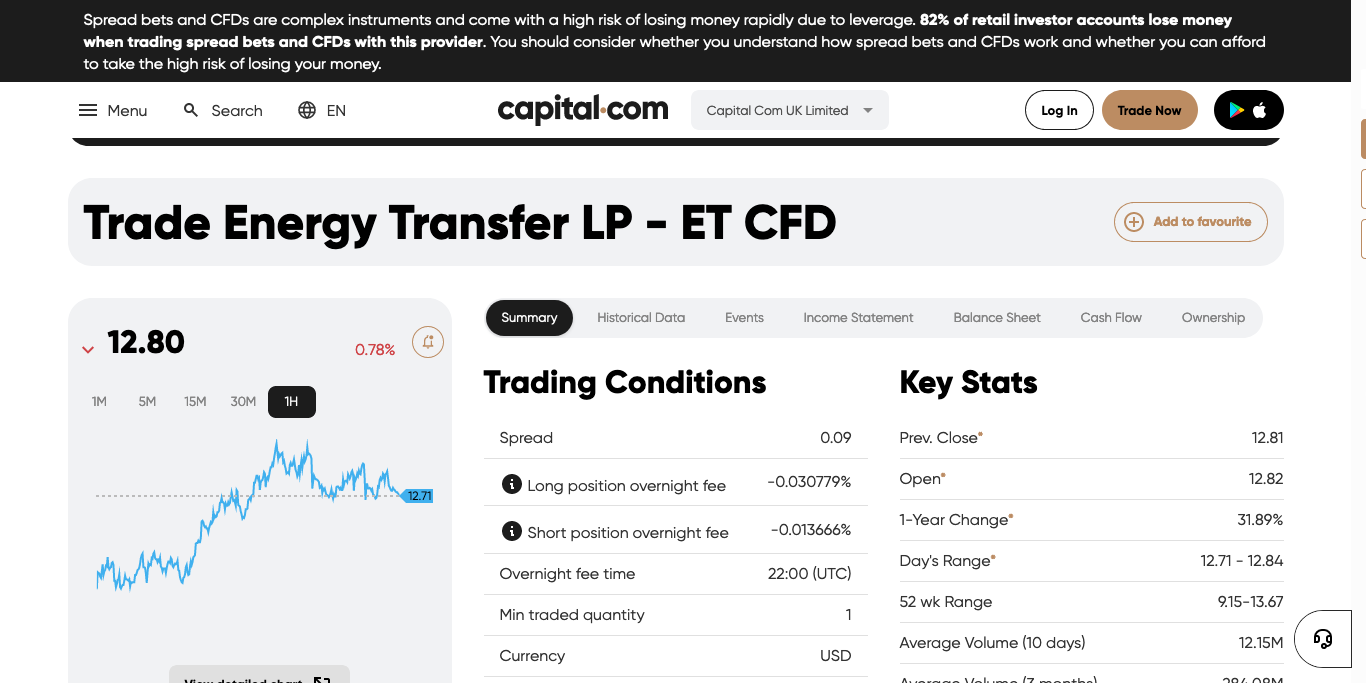 Spread bets and CFDs are complex instruments and come with a high risk of losing money rapidly due to leverage. 82% of retail investor accounts lose money
when trading spread bets and CFDs with this provider. You should consider whether you understand how spread bets and CFDs work and whether you can afford
to take the high risk of losing your money.
Menu Search EN capital.com Capital Com UK Limited Log In Trade Now
Trade Energy Transfer LP - ET CFD
Add to favourite
12.80
0.78%
1M 5M 15M 30M 1H
12.71
View detailed chart
Summary Historical Data Events Income Statement Balance Sheet Cash Flow Ownership
Trading Conditions
Spread 0.09
Long position overnight fee -0.030779%
Short position overnight fee -0.013666%
Overnight fee time 22:00 (UTC)
Min traded quantity 1
Currency USD
Key Stats
Prev. Close* 12.81
Open* 12.82
1-Year Change* 31.89%
Day's Range* 12.71 - 12.84
52 wk Range 9.15-13.67
Average Volume (10 days) 12.15M
Average Volume (3 months) 284.08M